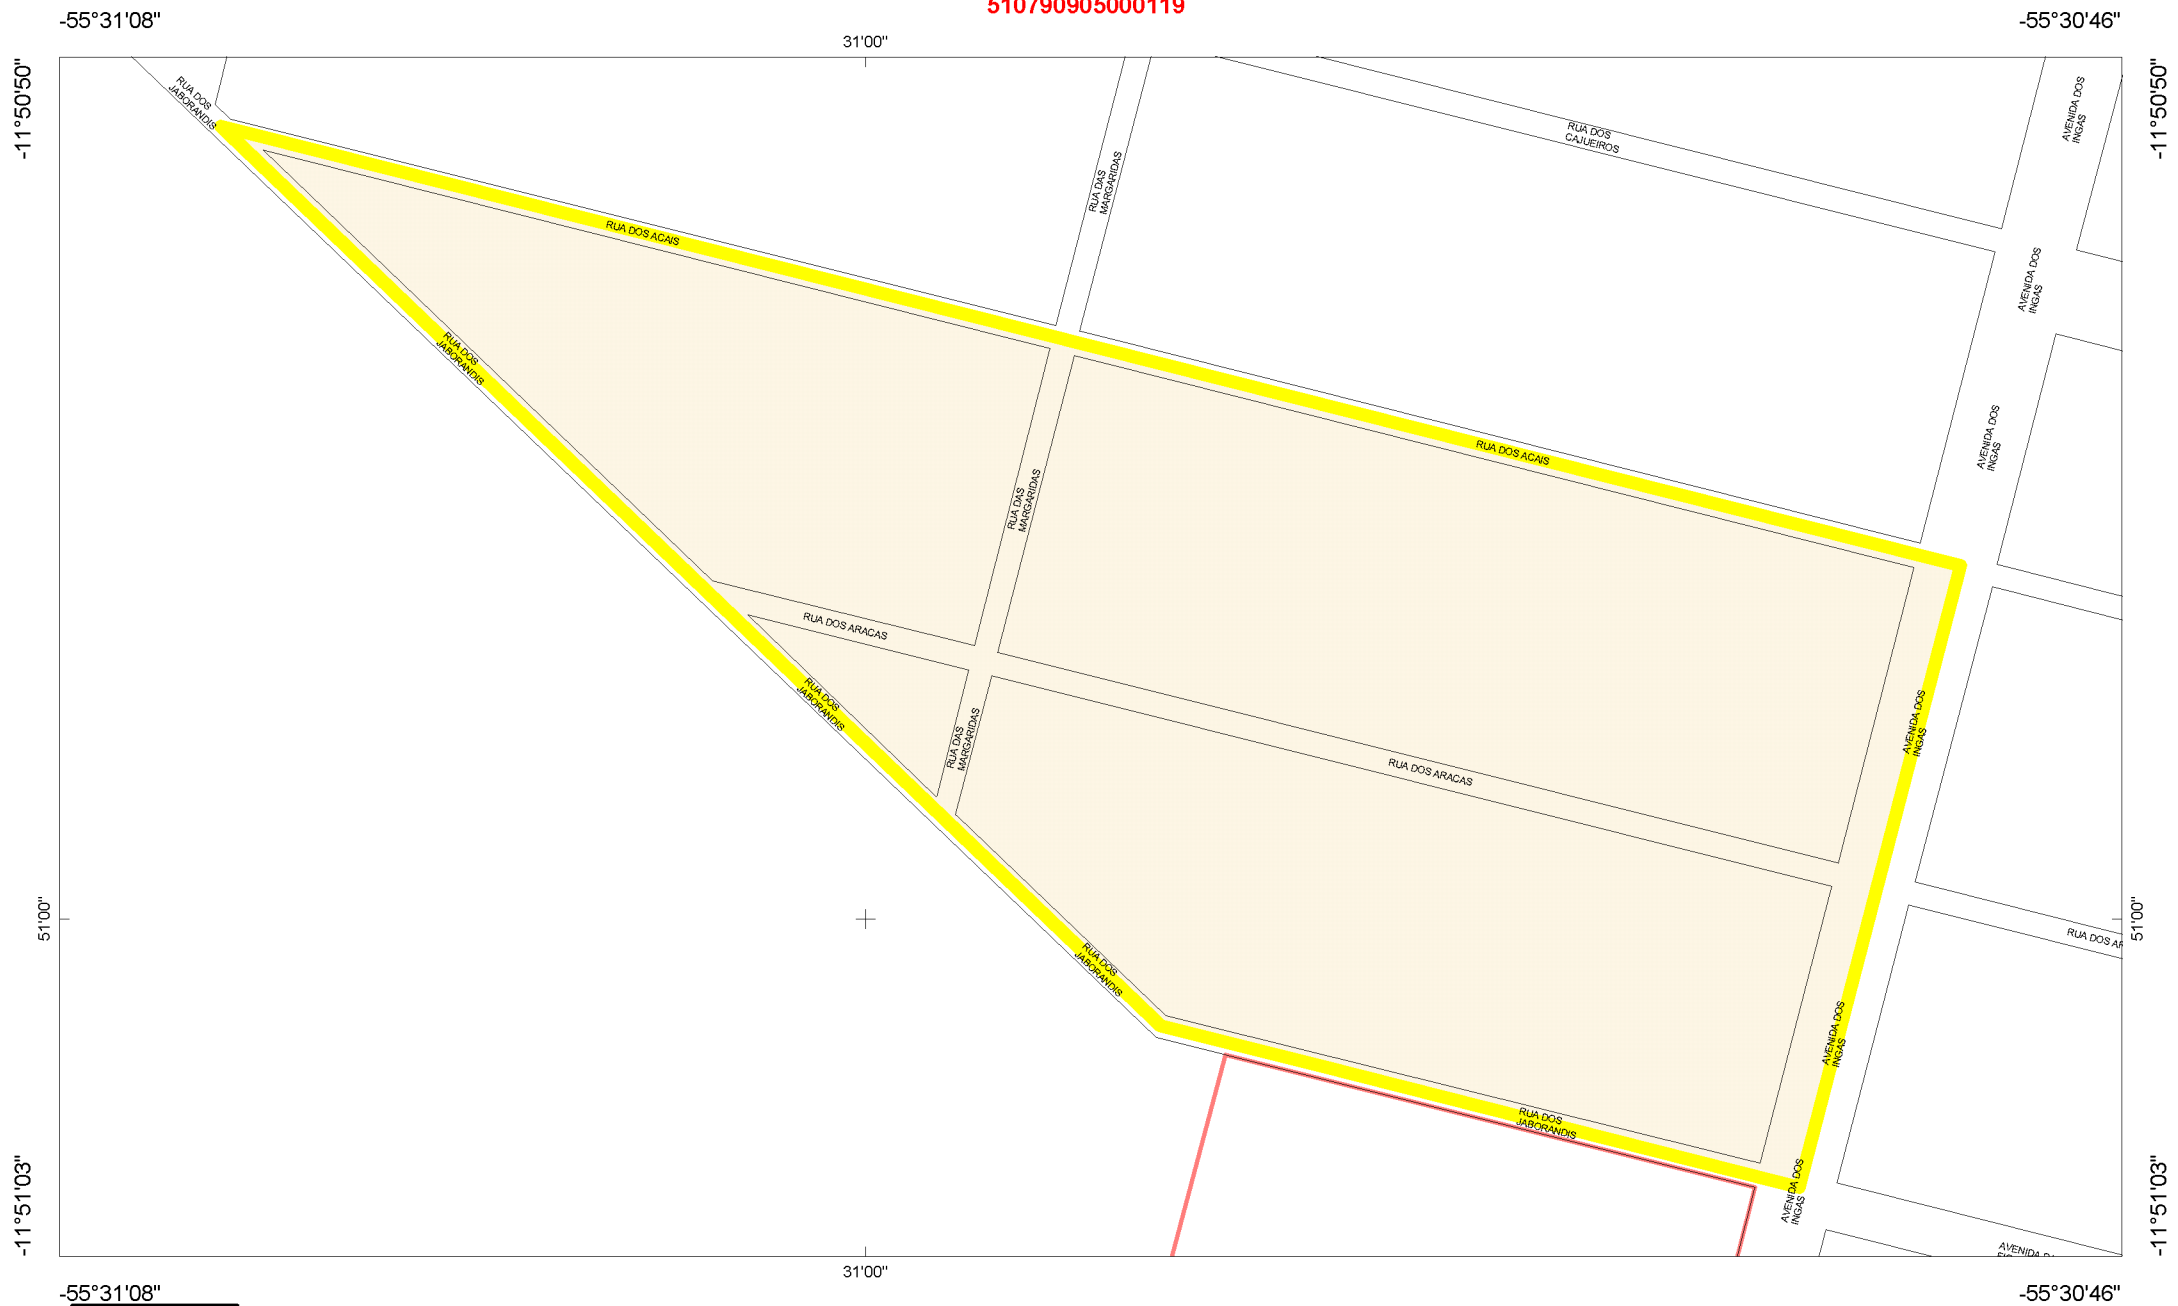 510790905000119
-55°31'08"
-55°30'46"
31'00"
-11°50'50"
-11°50'50"
RUA DOS
JABORANDIS
RUA DOS
CAJUEIROS
AVENIDA DOS
INGAS
RUA DAS
MARGARIDAS
RUA DOS ACAIS
AVENIDA DOS
INGAS
RUA DOS
JABORANDIS
RUA DOS ACAIS
AVENIDA DOS
INGAS
RUA DAS
MARGARIDAS
RUA DOS ARACAS
RUA DOS
JABORANDIS
RUA DAS
MARGARIDAS
AVENIDA DOS
INGAS
RUA DOS ARACAS
51'00"
51'00"
RUA DOS
RUA DOS
JABORANDIS
AVENIDA DOS
INGAS
RUA DOS
JABORANDIS
AVENIDA DOS
INGAS
AVENIDA
-11°51'03"
-11°51'03"
31'00"
-55°31'08"
-55°30'46"